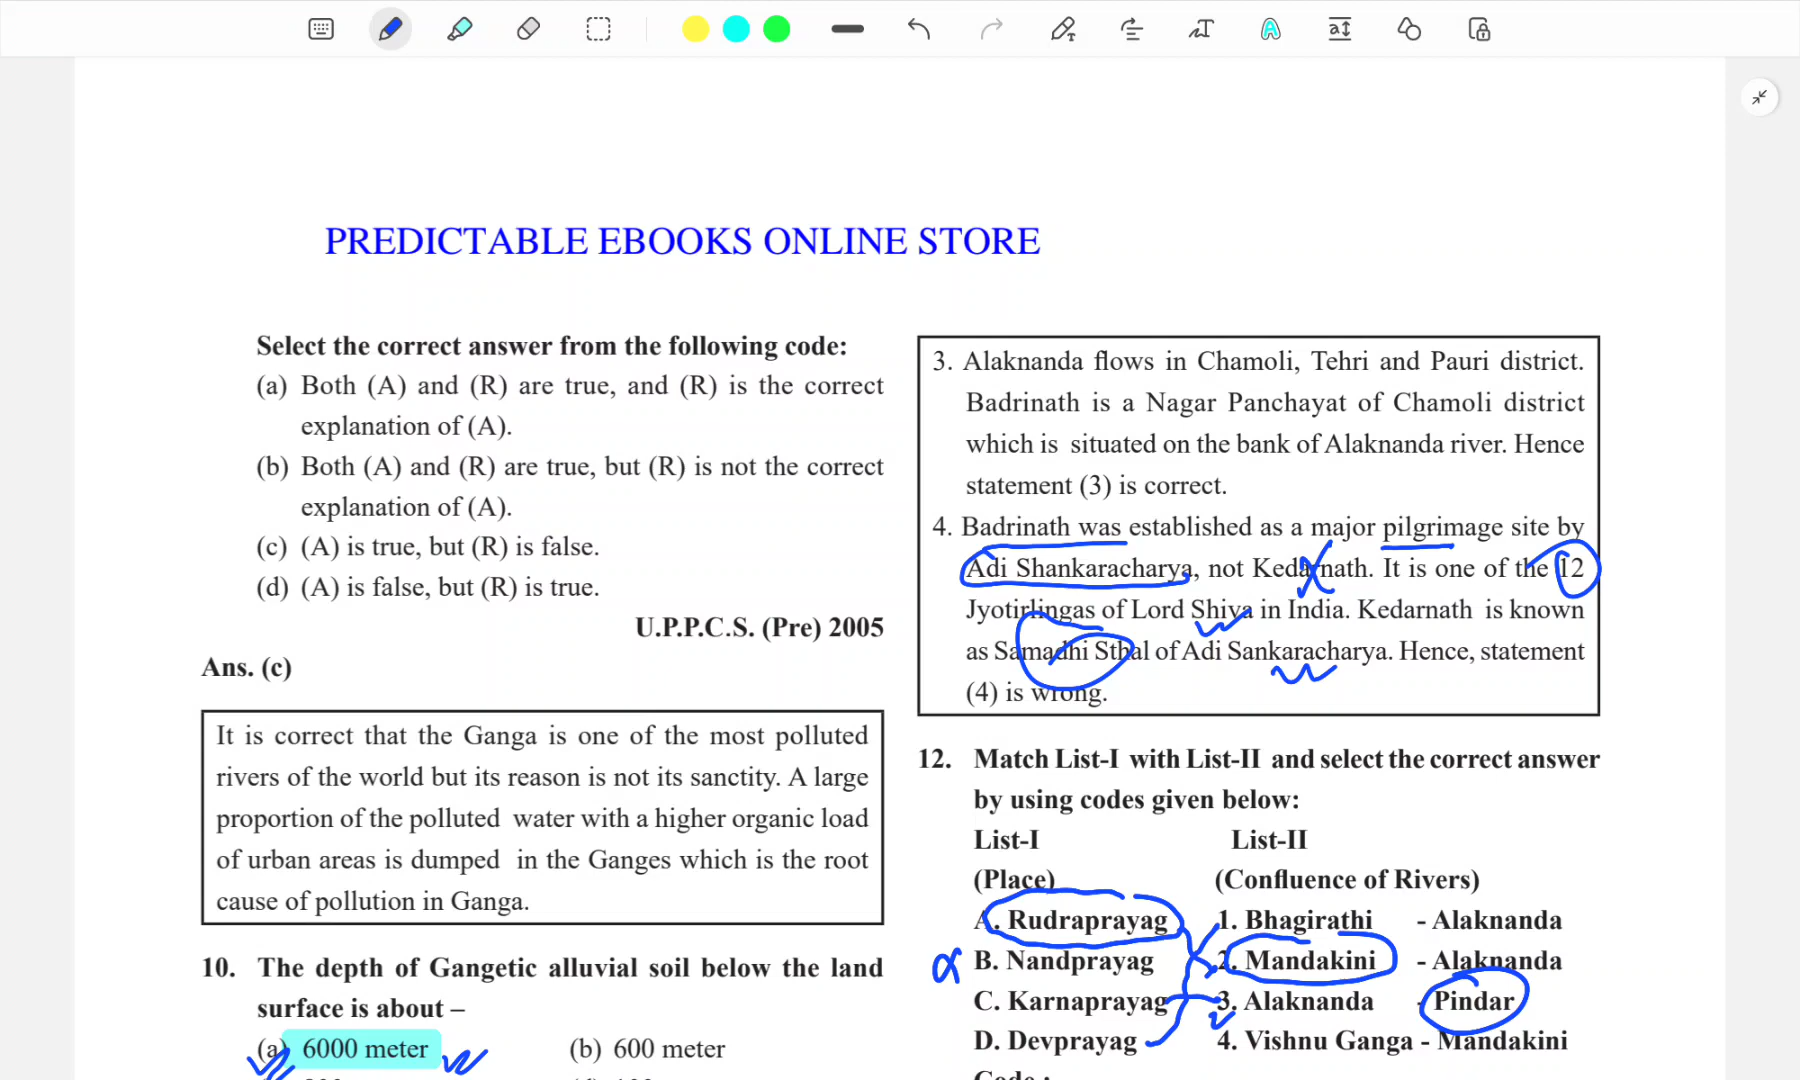 PREDICTABLE EBOOKS ONLINE STORE
Select the correct answer from the following code:
(a) Both (A) and (R) are true, and (R) is the correct
explanation of (A).
(b) Both (A) and (R) are true, but (R) is not the correct
explanation of (A).
(c) (A) is true, but (R) is false.
(d) (A) is false, but (R) is true.
U.P.P.C.S. (Pre) 2005
Ans. (c)
It is correct that the Ganga is one of the most polluted
rivers of the world but its reason is not its sanctity. A large
proportion of the polluted water with a higher organic load
of urban areas is dumped in the Ganges which is the root
cause of pollution in Ganga.
10. The depth of Gangetic alluvial soil below the land
surface is about –
(a) 6000 meter (b) 600 meter
3. Alaknanda flows in Chamoli, Tehri and Pauri district.
Badrinath is a Nagar Panchayat of Chamoli district
which is situated on the bank of Alaknanda river. Hence
statement (3) is correct.
4. Badrinath was established as a major pilgrimage site by
Adi Shankaracharya, not Kedarnath. It is one of the 12
Jyotirlingas of Lord Shiva in India. Kedarnath is known
as Samadhi Sthal of Adi Sankaracharya. Hence, statement
(4) is wrong.
12. Match List-I with List-II and select the correct answer
by using codes given below:
List-I List-II
(Place) (Confluence of Rivers)
A. Rudraprayag 1. Bhagirathi - Alaknanda
B. Nandprayag 2. Mandakini - Alaknanda
C. Karnaprayag 3. Alaknanda - Pindar
D. Devprayag 4. Vishnu Ganga - Mandakini